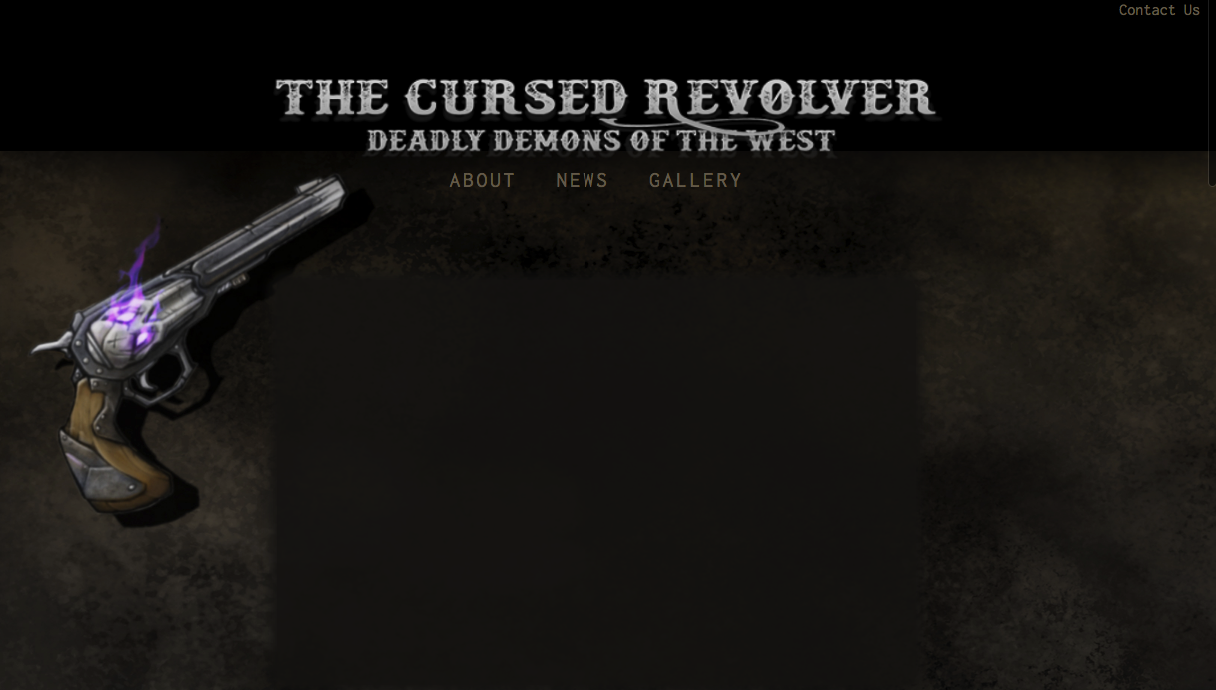 Contact Us
THE CURSED REVOLVER
DEADLY DEMONS OF THE WEST
ABOUT NEWS GALLERY